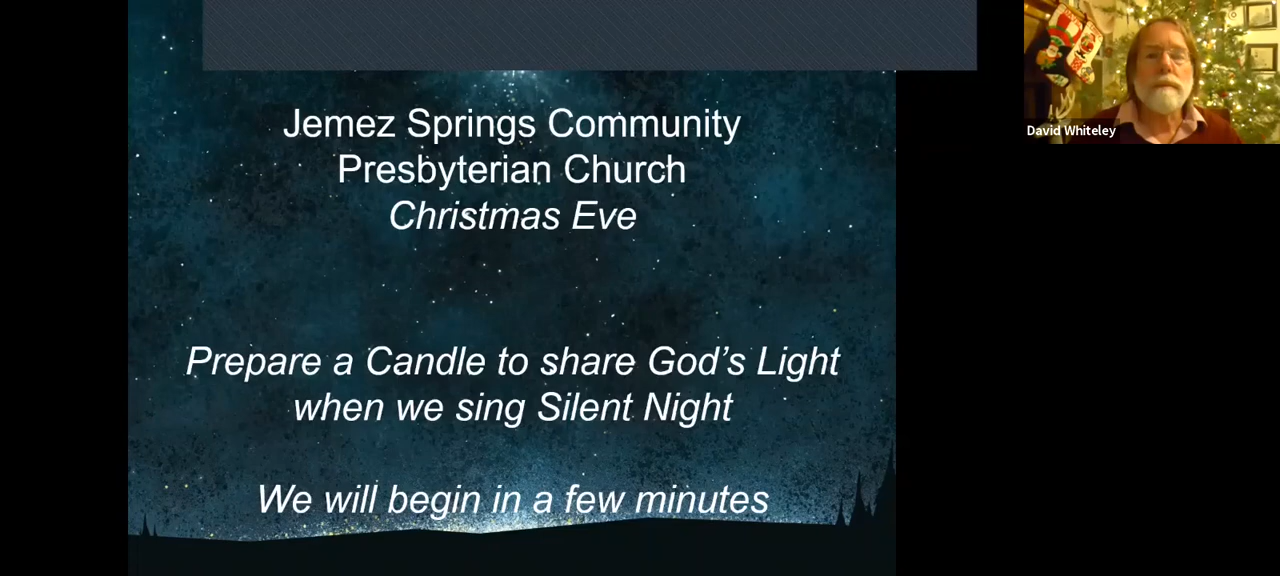 Jemez Springs Community
Presbyterian Church
Christmas Eve
Prepare a Candle to share God’s Light
when we sing Silent Night
We will begin in a few minutes
David Whiteley